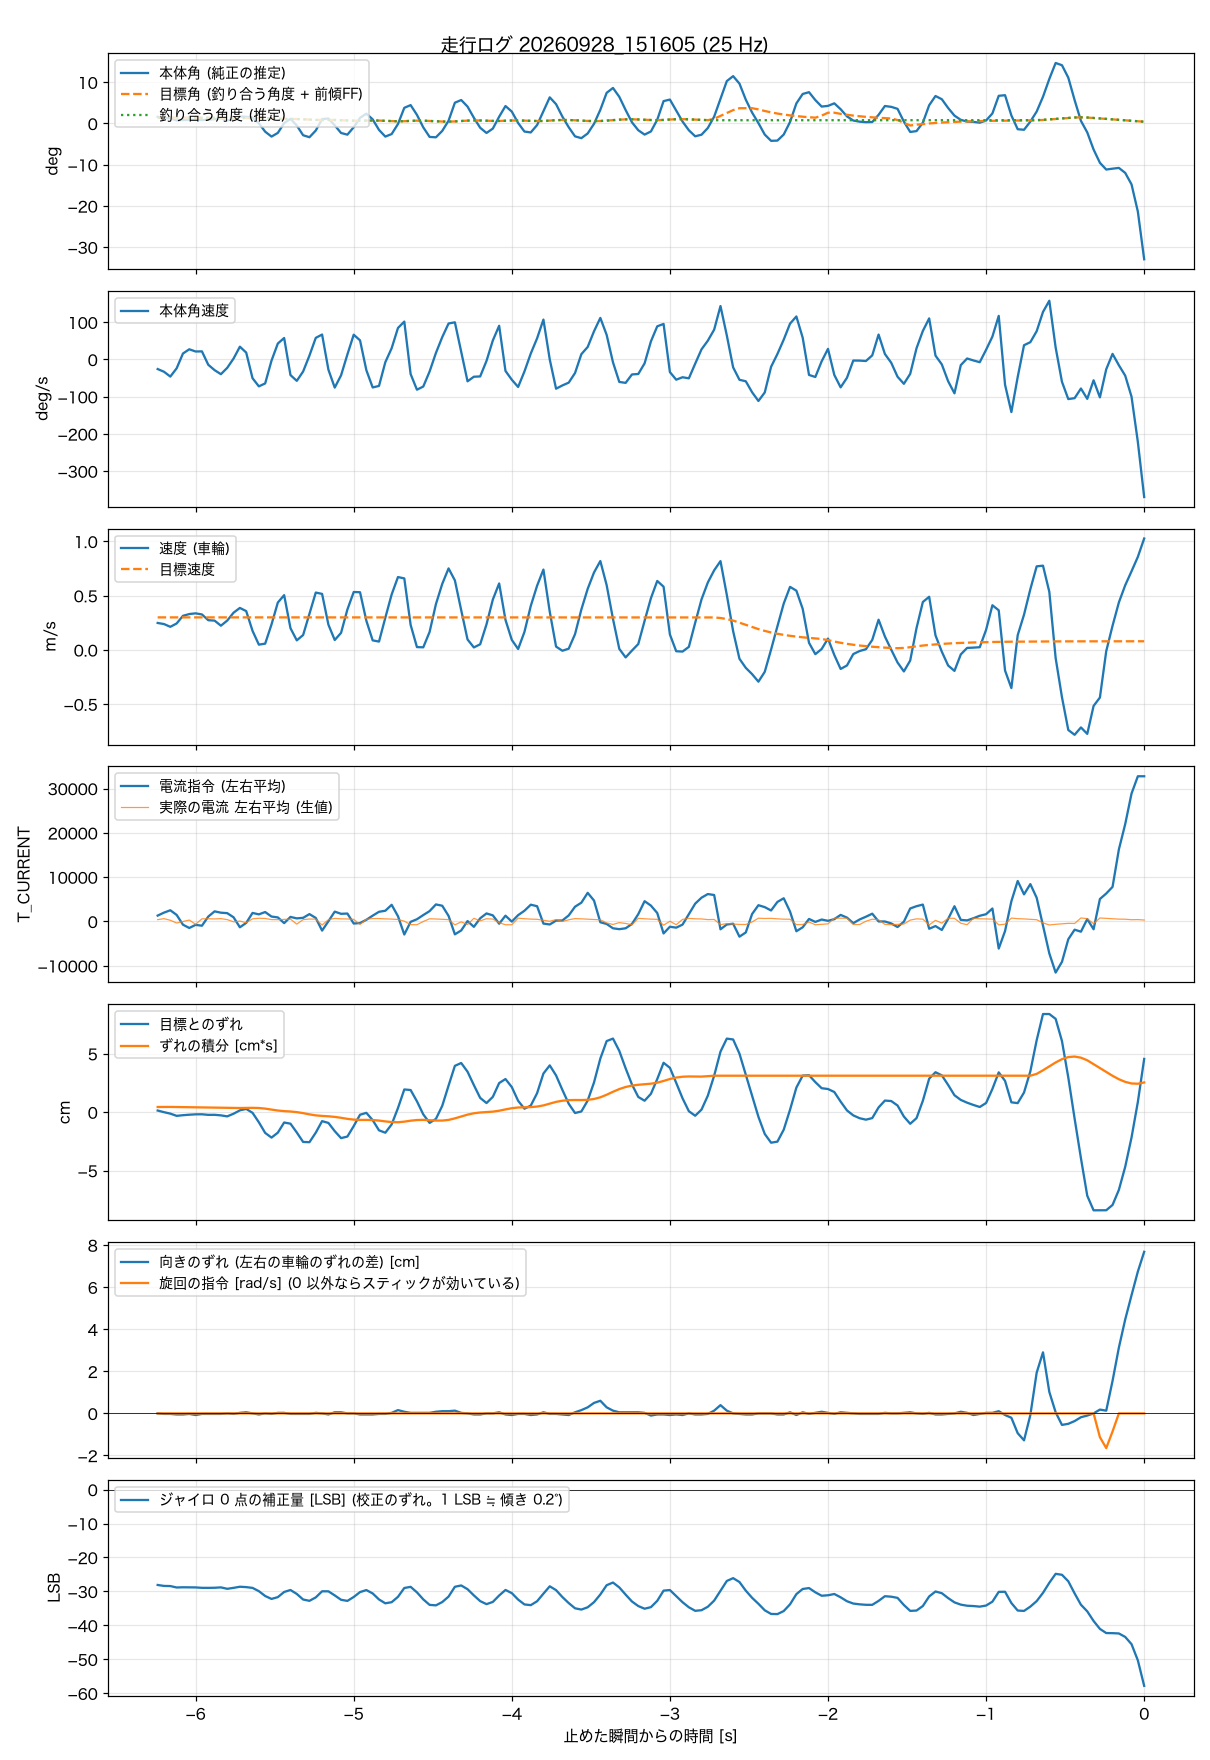 走行ログ 20260928_151605 (25 Hz)
本体角 (純正の推定)
目標角 (釣り合う角度 + 前傾FF)
釣り合う角度 (推定)
deg
10
0
−10
−20
−30
本体角速度
deg/s
100
0
−100
−200
−300
速度 (車輪)
目標速度
m/s
1.0
0.5
0.0
−0.5
電流指令 (左右平均)
実際の電流 左右平均 (生値)
T_CURRENT
30000
20000
10000
0
−10000
目標とのずれ
ずれの積分 [cm*s]
cm
5
0
−5
向きのずれ (左右の車輪のずれの差) [cm]
旋回の指令 [rad/s] (0 以外ならスティックが効いている)
8
6
4
2
0
−2
ジャイロ 0 点の補正量 [LSB] (校正のずれ。1 LSB ≒ 傾き 0.2°)
LSB
0
−10
−20
−30
−40
−50
−60
−6 −5 −4 −3 −2 −1 0
止めた瞬間からの時間 [s]